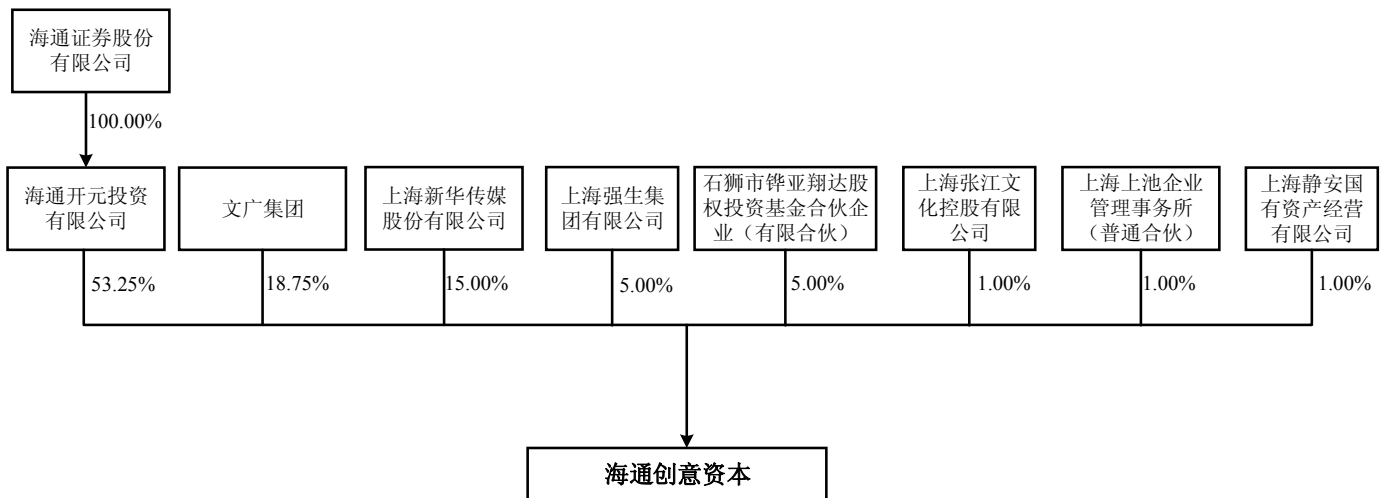 海通证券股份
有限公司
100.00%
海通开元投资
有限公司
文广集团
上海新华传媒
股份有限公司
上海强生集
团有限公司
石狮市铧亚翔达股
权投资基金合伙企
业（有限合伙）
上海张江文
化控股有限
公司
上海上池企业
管理事务所
（普通合伙）
上海静安国
有资产经营
有限公司
53.25%
18.75%
15.00%
5.00%
5.00%
1.00%
1.00%
1.00%
海通创意资本